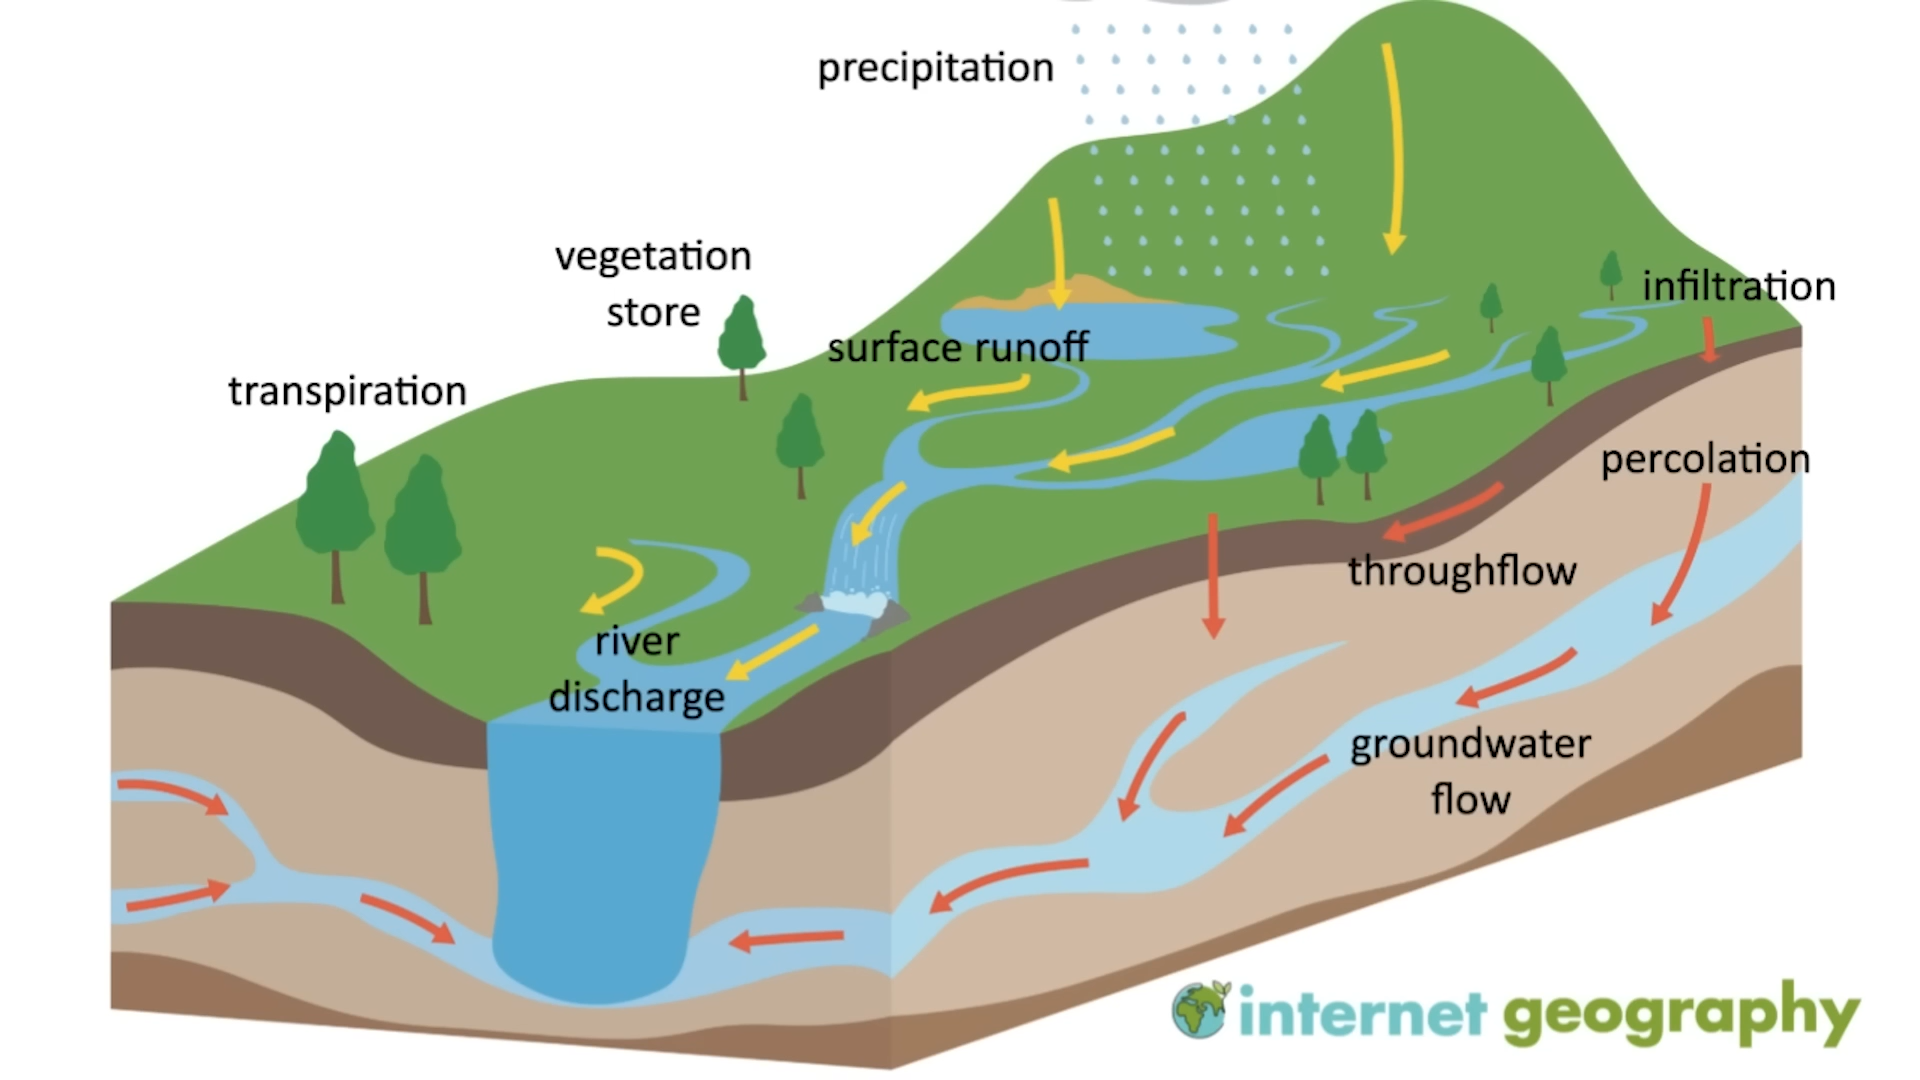 precipitation
vegetation
store
infiltration
surface runoff
transpiration
percolation
throughflow
river
discharge
groundwater
flow
internet geography